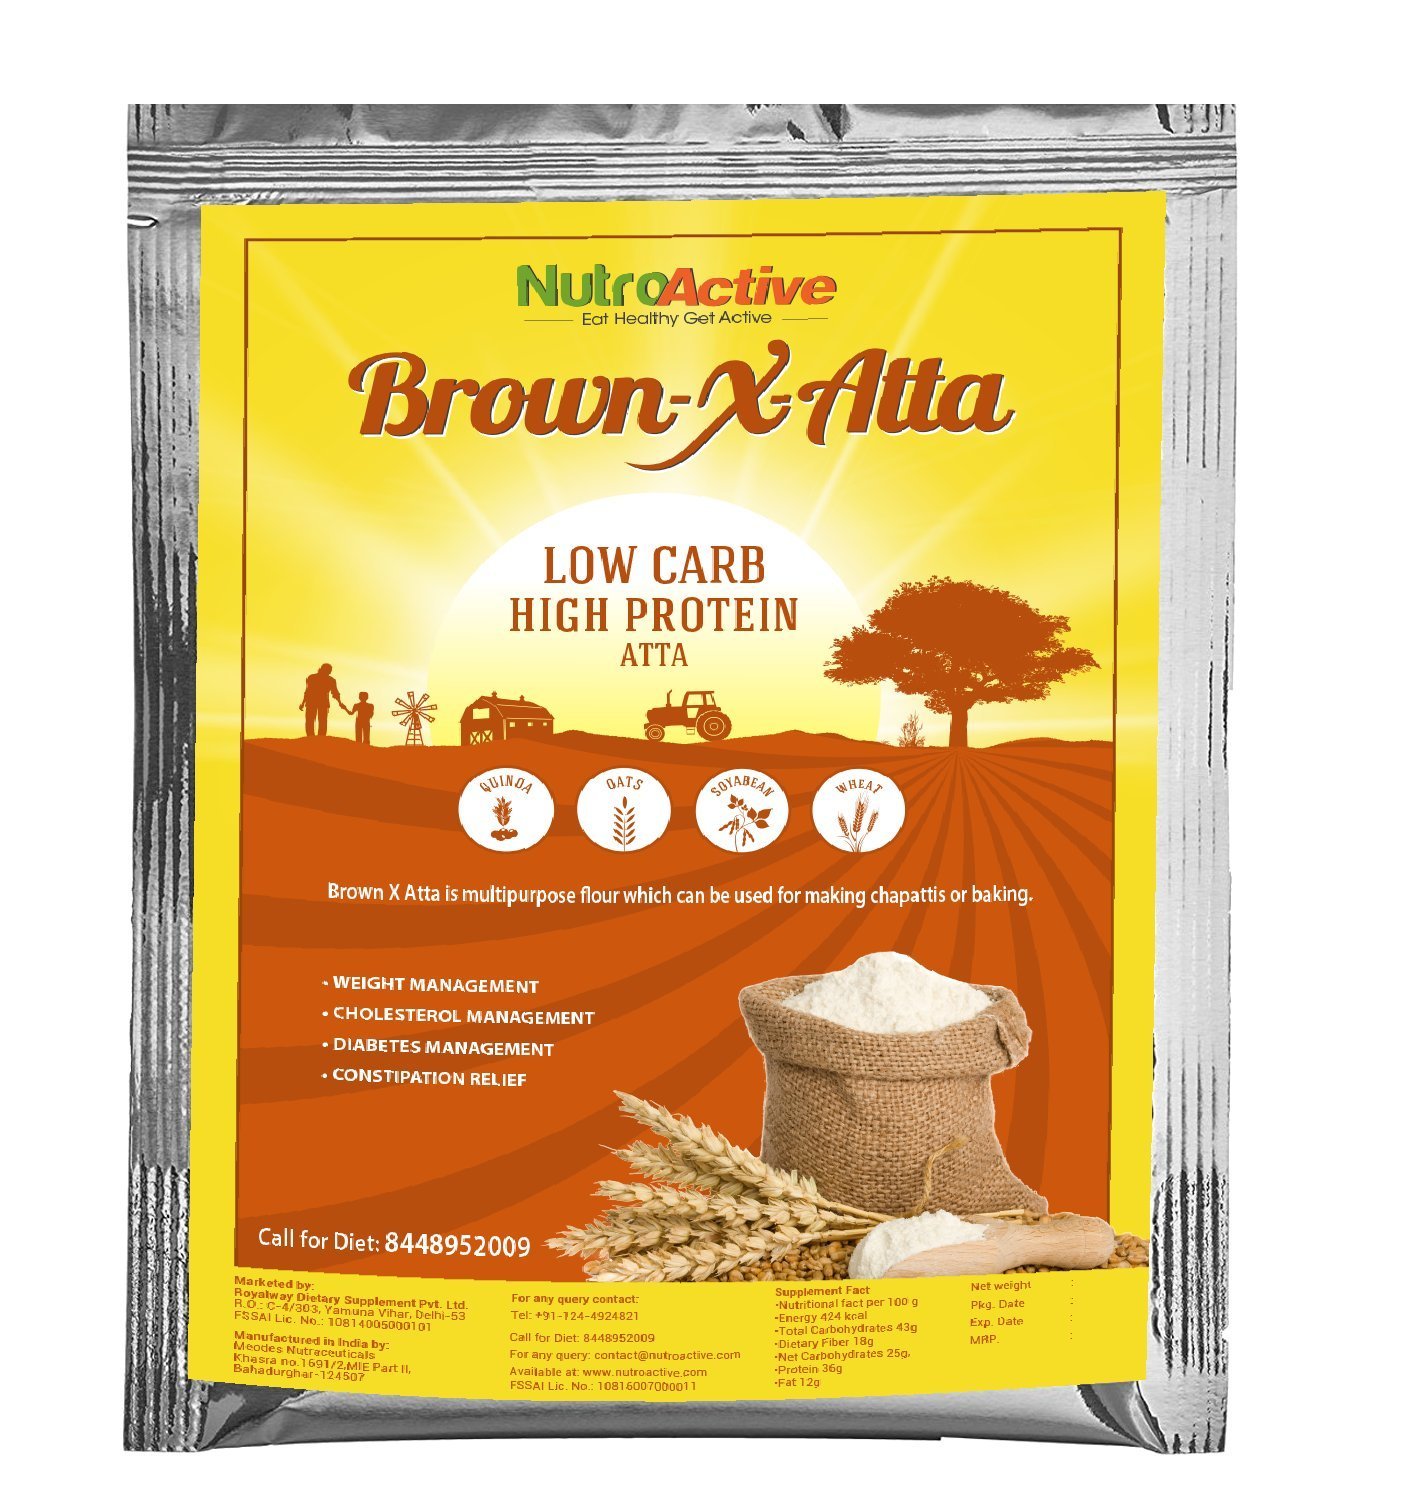 NutroActive
Eat Healthy Get Active
Brown-X-Atta
LOW CARB
HIGH PROTEIN
ATTA
QUINOA
OATS
SOYABEAN
WHEAT
Brown X Atta is multipurpose flour which can be used for making chapattis or baking.
• WEIGHT MANAGEMENT
• CHOLESTEROL MANAGEMENT
• DIABETES MANAGEMENT
• CONSTIPATION RELIEF
Call for Diet: 8448952009
Marketed by:
Royalway Dietary Supplement Pvt. Ltd.
R.O.: C-4/303, Yamuna Vihar, Delhi-53
FSSAI Lic. No.: 10814005000101
Manufactured in India by:
Meodes Nutraceuticals
Khasra no.1691/2,MIE Part II,
Bahadurghar-124507
For any query contact:
Tel: +91-124-4924821
Call for Diet: 8448952009
For any query: contact@nutroactive.com
Available at: www.nutroactive.com
FSSAI Lic. No.: 10816007000011
Supplement Fact
•Nutritional fact per 100 g
•Energy 424 kcal
•Total Carbohydrates 43g
•Dietary Fiber 18g
•Net Carbohydrates 25g,
•Protein 36g
•Fat 12g
Net weight :
Pkg. Date :
Exp. Date :
MRP. :